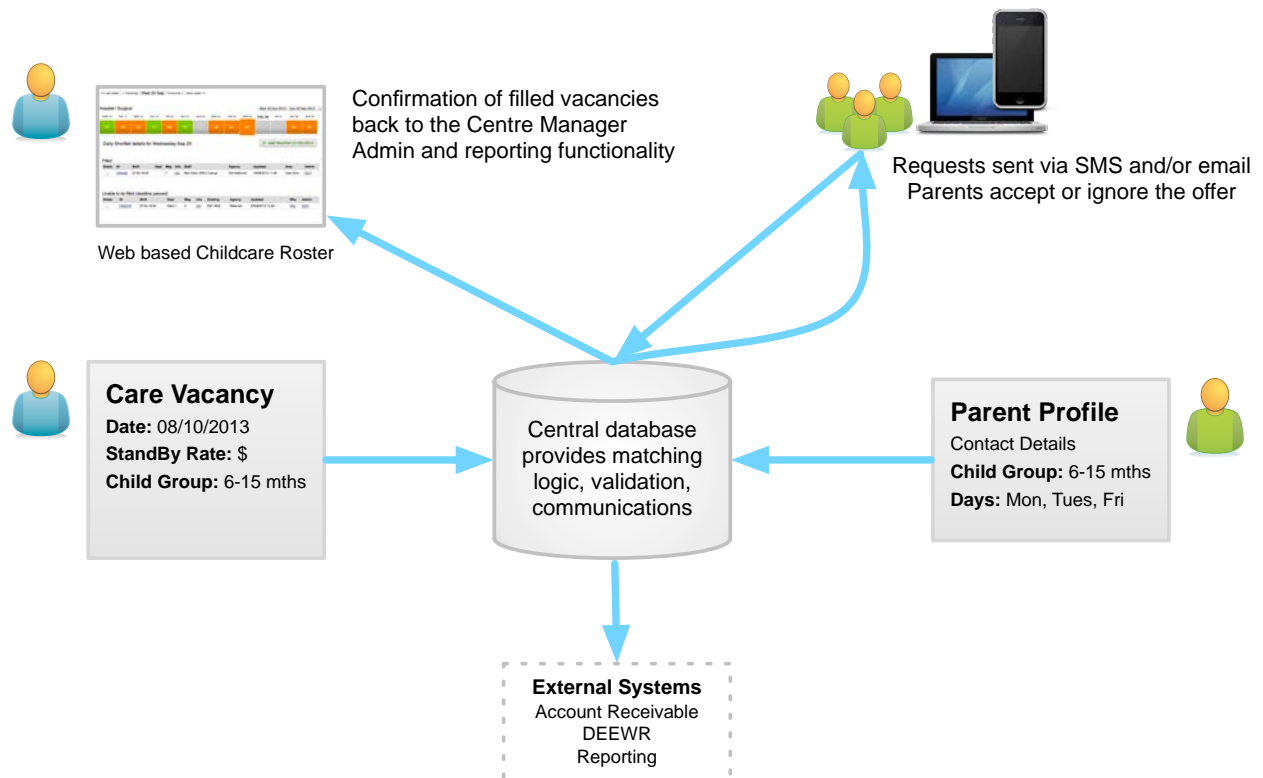 Confirmation of filled vacancies
back to the Centre Manager
Admin and reporting functionality
Requests sent via SMS and/or email
Parents accept or ignore the offer
Web based Childcare Roster
Care Vacancy
Date: 08/10/2013
StandBy Rate: $
Child Group: 6-15 mths
Central database
provides matching
logic, validation,
communications
Parent Profile
Contact Details
Child Group: 6-15 mths
Days: Mon, Tues, Fri
External Systems
Account Receivable
DEEWR
Reporting